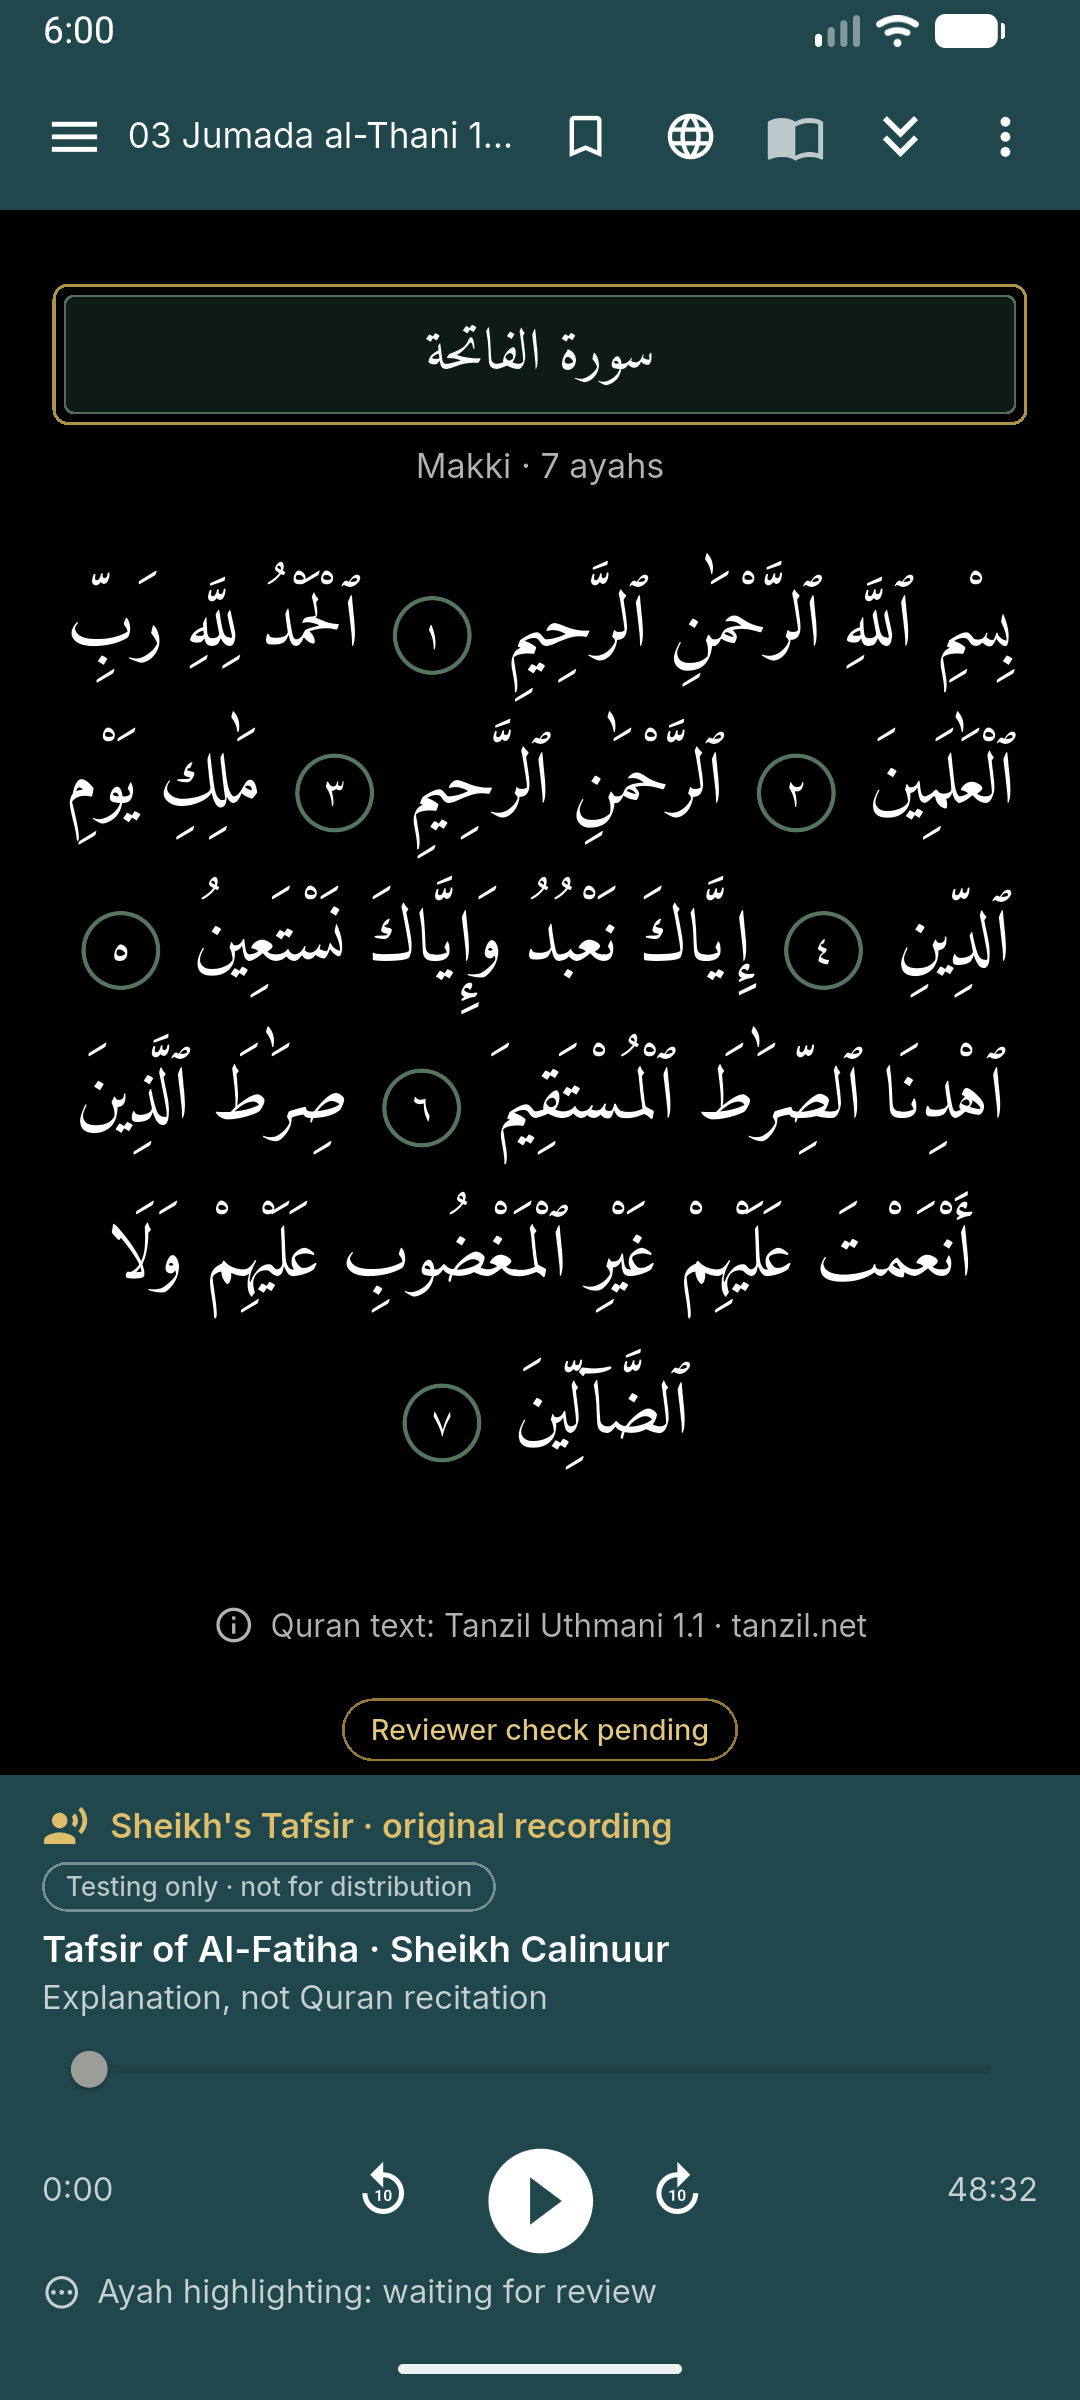 6:00
03 Jumada al-Thani 1...
سورة الفاتحة
Makki · 7 ayahs
بِسْمِ ٱللَّهِ ٱلرَّحْمَٰنِ ٱلرَّحِيمِ ١ ٱلْحَمْدُ لِلَّهِ رَبِّ
ٱلْعَٰلَمِينَ ٢ ٱلرَّحْمَٰنِ ٱلرَّحِيمِ ٣ مَٰلِكِ يَوْمِ
ٱلدِّينِ ٤ إِيَّاكَ نَعْبُدُ وَإِيَّاكَ نَسْتَعِينُ ٥
ٱهْدِنَا ٱلصِّرَٰطَ ٱلْمُسْتَقِيمَ ٦ صِرَٰطَ ٱلَّذِينَ
أَنْعَمْتَ عَلَيْهِمْ غَيْرِ ٱلْمَغْضُوبِ عَلَيْهِمْ وَلَا
ٱلضَّآلِّينَ ٧
Quran text: Tanzil Uthmani 1.1 · tanzil.net
Reviewer check pending
Sheikh's Tafsir · original recording
Testing only · not for distribution
Tafsir of Al-Fatiha · Sheikh Calinuur
Explanation, not Quran recitation
0:00 10 10 48:32
Ayah highlighting: waiting for review